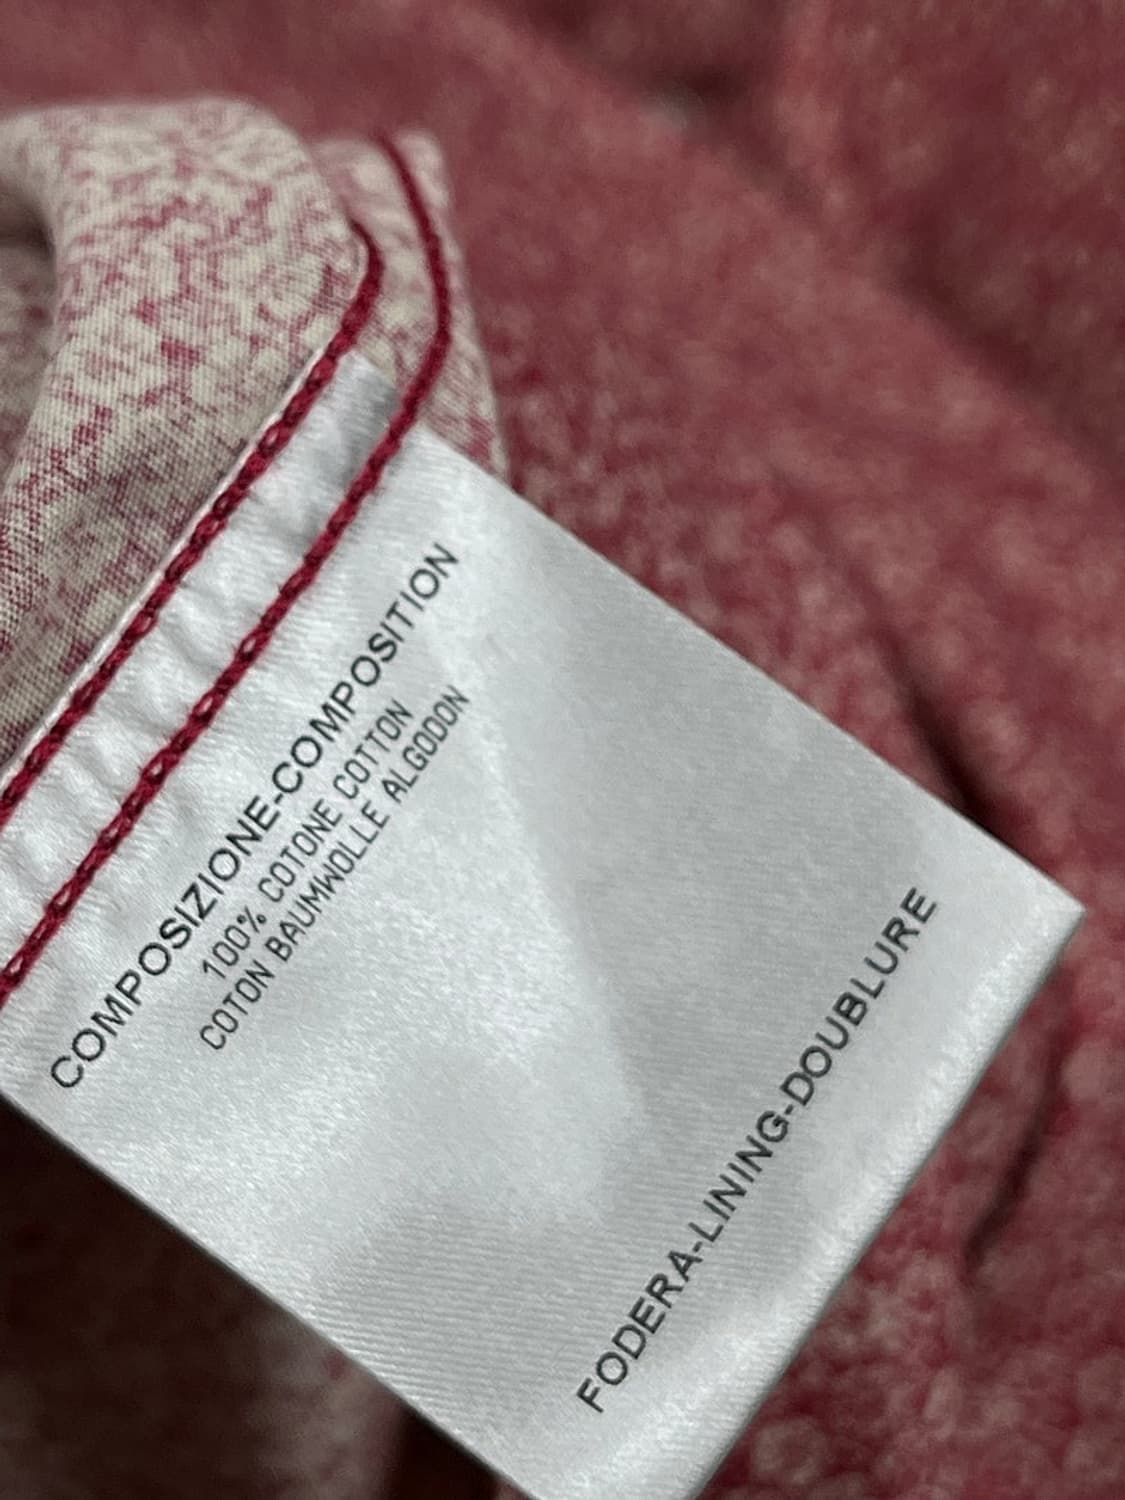 COMPOSIZIONE-COMPOSITION
100% COTONE COTTON
COTON BAUMWOLLE ALGODON
FODERA-LINING-DOUBLURE